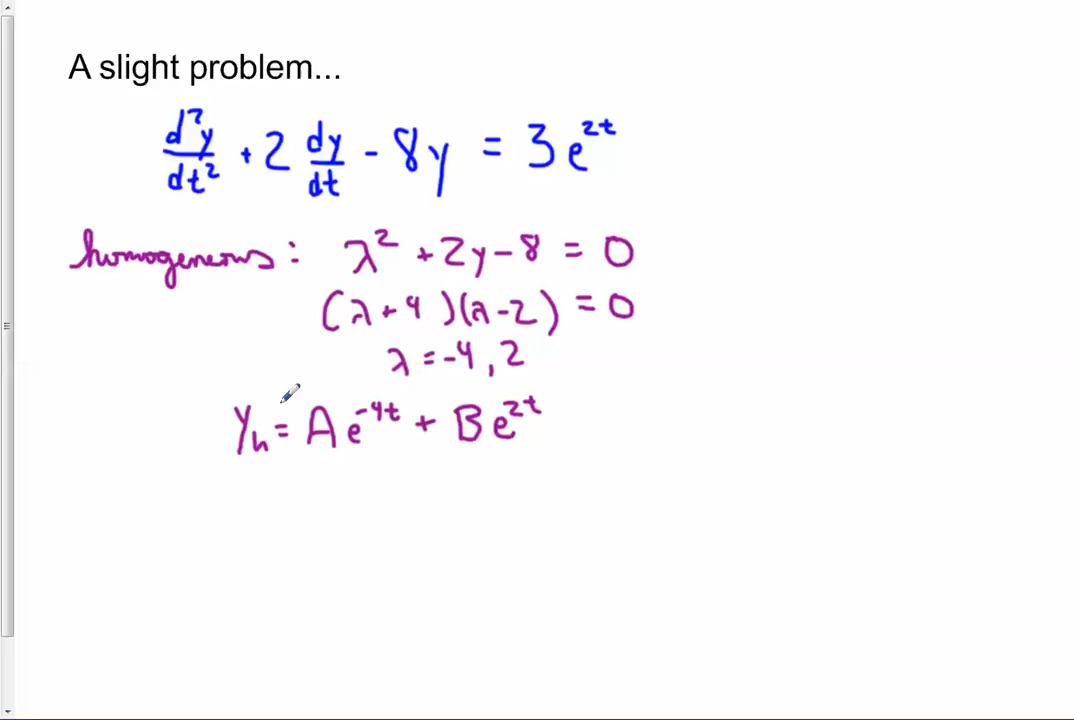 A slight problem...
d²y/dt² + 2 dy/dt - 8y = 3e^{2t}
homogeneous: λ² + 2y - 8 = 0
(λ + 4)(λ - 2) = 0
λ = -4, 2
y_h = Ae^{-4t} + Be^{2t}